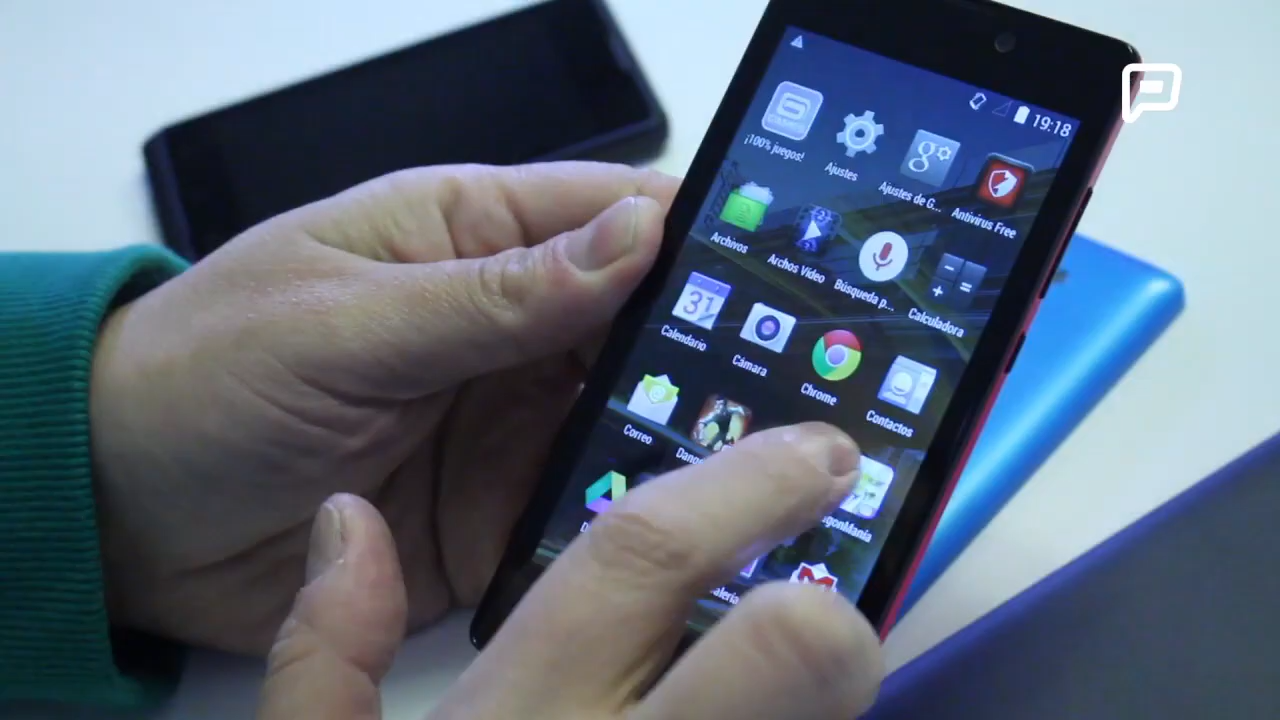 19:18
¡100% juegos!
Ajustes
Ajustes de G...
Antivirus Free
Archivos
Archos Video
Búsqueda p...
Calculadora
31
Calendario
Cámara
Chrome
Contactos
Correo